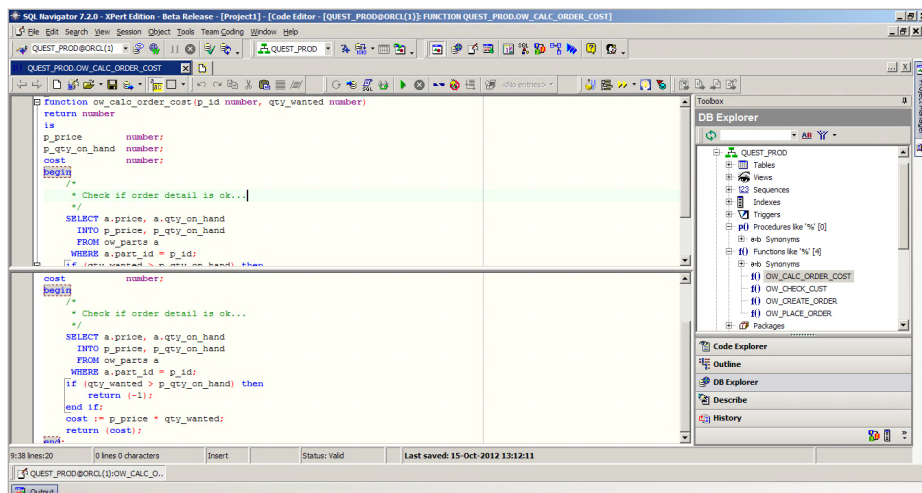 SQL Navigator 7.2.0 - XPert Edition - Beta Release - [Project1] - [Code Editor - [QUEST_PROD@ORCL(1)]: FUNCTION QUEST_PROD.OW_CALC_ORDER_COST]
File Edit Search View Session Object Tools Team Coding Window Help
QUEST_PROD@ORCL(1) QUEST_PROD
QUEST_PROD.OW_CALC_ORDER_COST
<No entries>
function ow_calc_order_cost(p_id number, qty_wanted number)
return number
is
p_price number;
p_qty_on_hand number;
cost number;
begin
/*
* Check if order detail is ok...
*/
SELECT a.price, a.qty_on_hand
INTO p_price, p_qty_on_hand
FROM ow_parts a
WHERE a.part_id = p_id;
if (qty_wanted > p_qty_on_hand) then
cost number;
begin
/*
* Check if order detail is ok...
*/
SELECT a.price, a.qty_on_hand
INTO p_price, p_qty_on_hand
FROM ow_parts a
WHERE a.part_id = p_id;
if (qty_wanted > p_qty_on_hand) then
return (-1);
end if;
cost := p_price * qty_wanted;
return (cost);
end;
Toolbox
DB Explorer
QUEST_PROD
Tables
Views
Sequences
Indexes
Triggers
p() Procedures like '%' [0]
a=b Synonyms
f() Functions like '%' [4]
a=b Synonyms
f() OW_CALC_ORDER_COST
f() OW_CHECK_CUST
f() OW_CREATE_ORDER
f() OW_PLACE_ORDER
Packages
Code Explorer
Outline
DB Explorer
Describe
History
9:38 lines:20 0 lines 0 characters Insert Status: Valid Last saved: 15-Oct-2012 13:12:11
QUEST_PROD@ORCL(1):OW_CALC_O..
Output